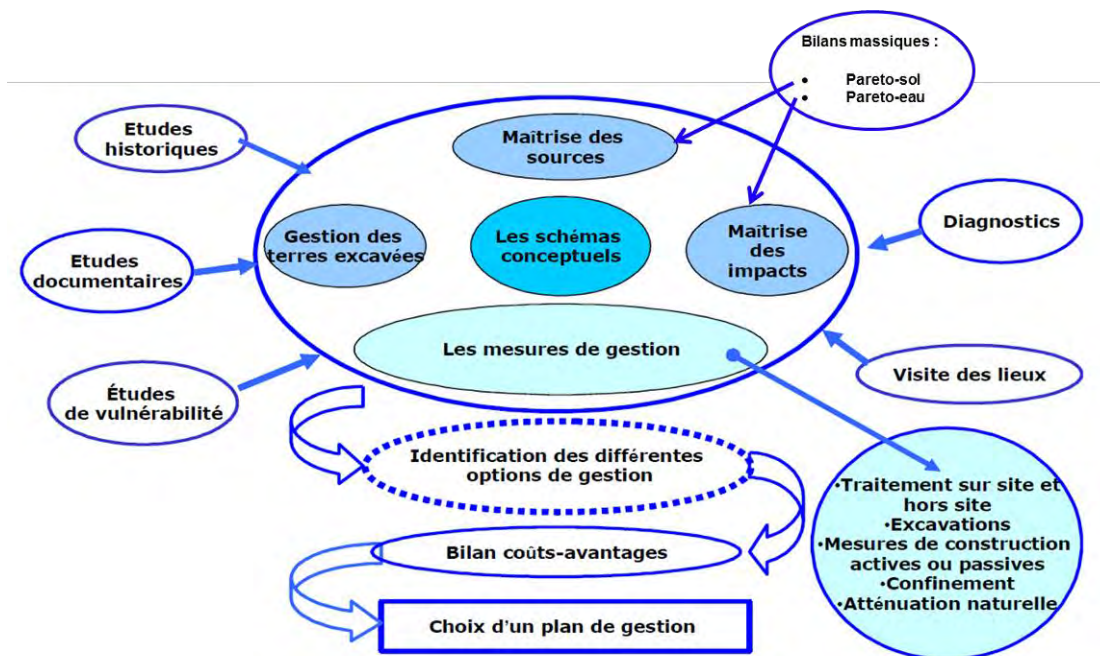 Bilans massiques :
• Pareto-sol
• Pareto-eau
Etudes
historiques
Maîtrise des
sources
Gestion des
terres excavées
Les schémas
conceptuels
Maîtrise
des
impacts
Diagnostics
Etudes
documentaires
Les mesures de gestion
Visite des lieux
Études
de vulnérabilité
Identification des différentes
options de gestion
•Traitement sur site et
hors site
•Excavations
•Mesures de construction
actives ou passives
•Confinement
•Atténuation naturelle
Bilan coûts-avantages
Choix d'un plan de gestion